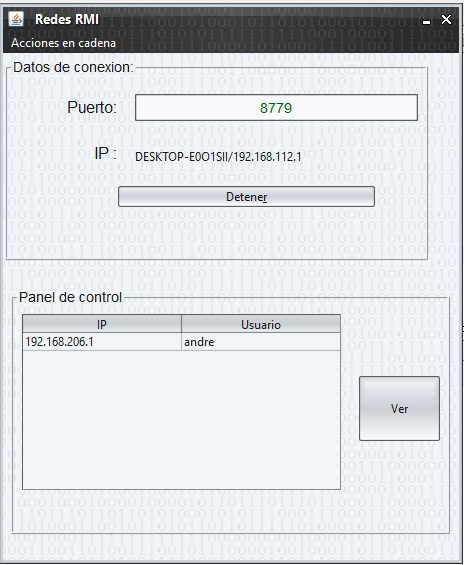 Redes RMI
Acciones en cadena
Datos de conexion:
Puerto: 8779
IP : DESKTOP-E0O1SII/192.168.112.1
Detener
Panel de control
IP Usuario
192.168.206.1 andre
Ver